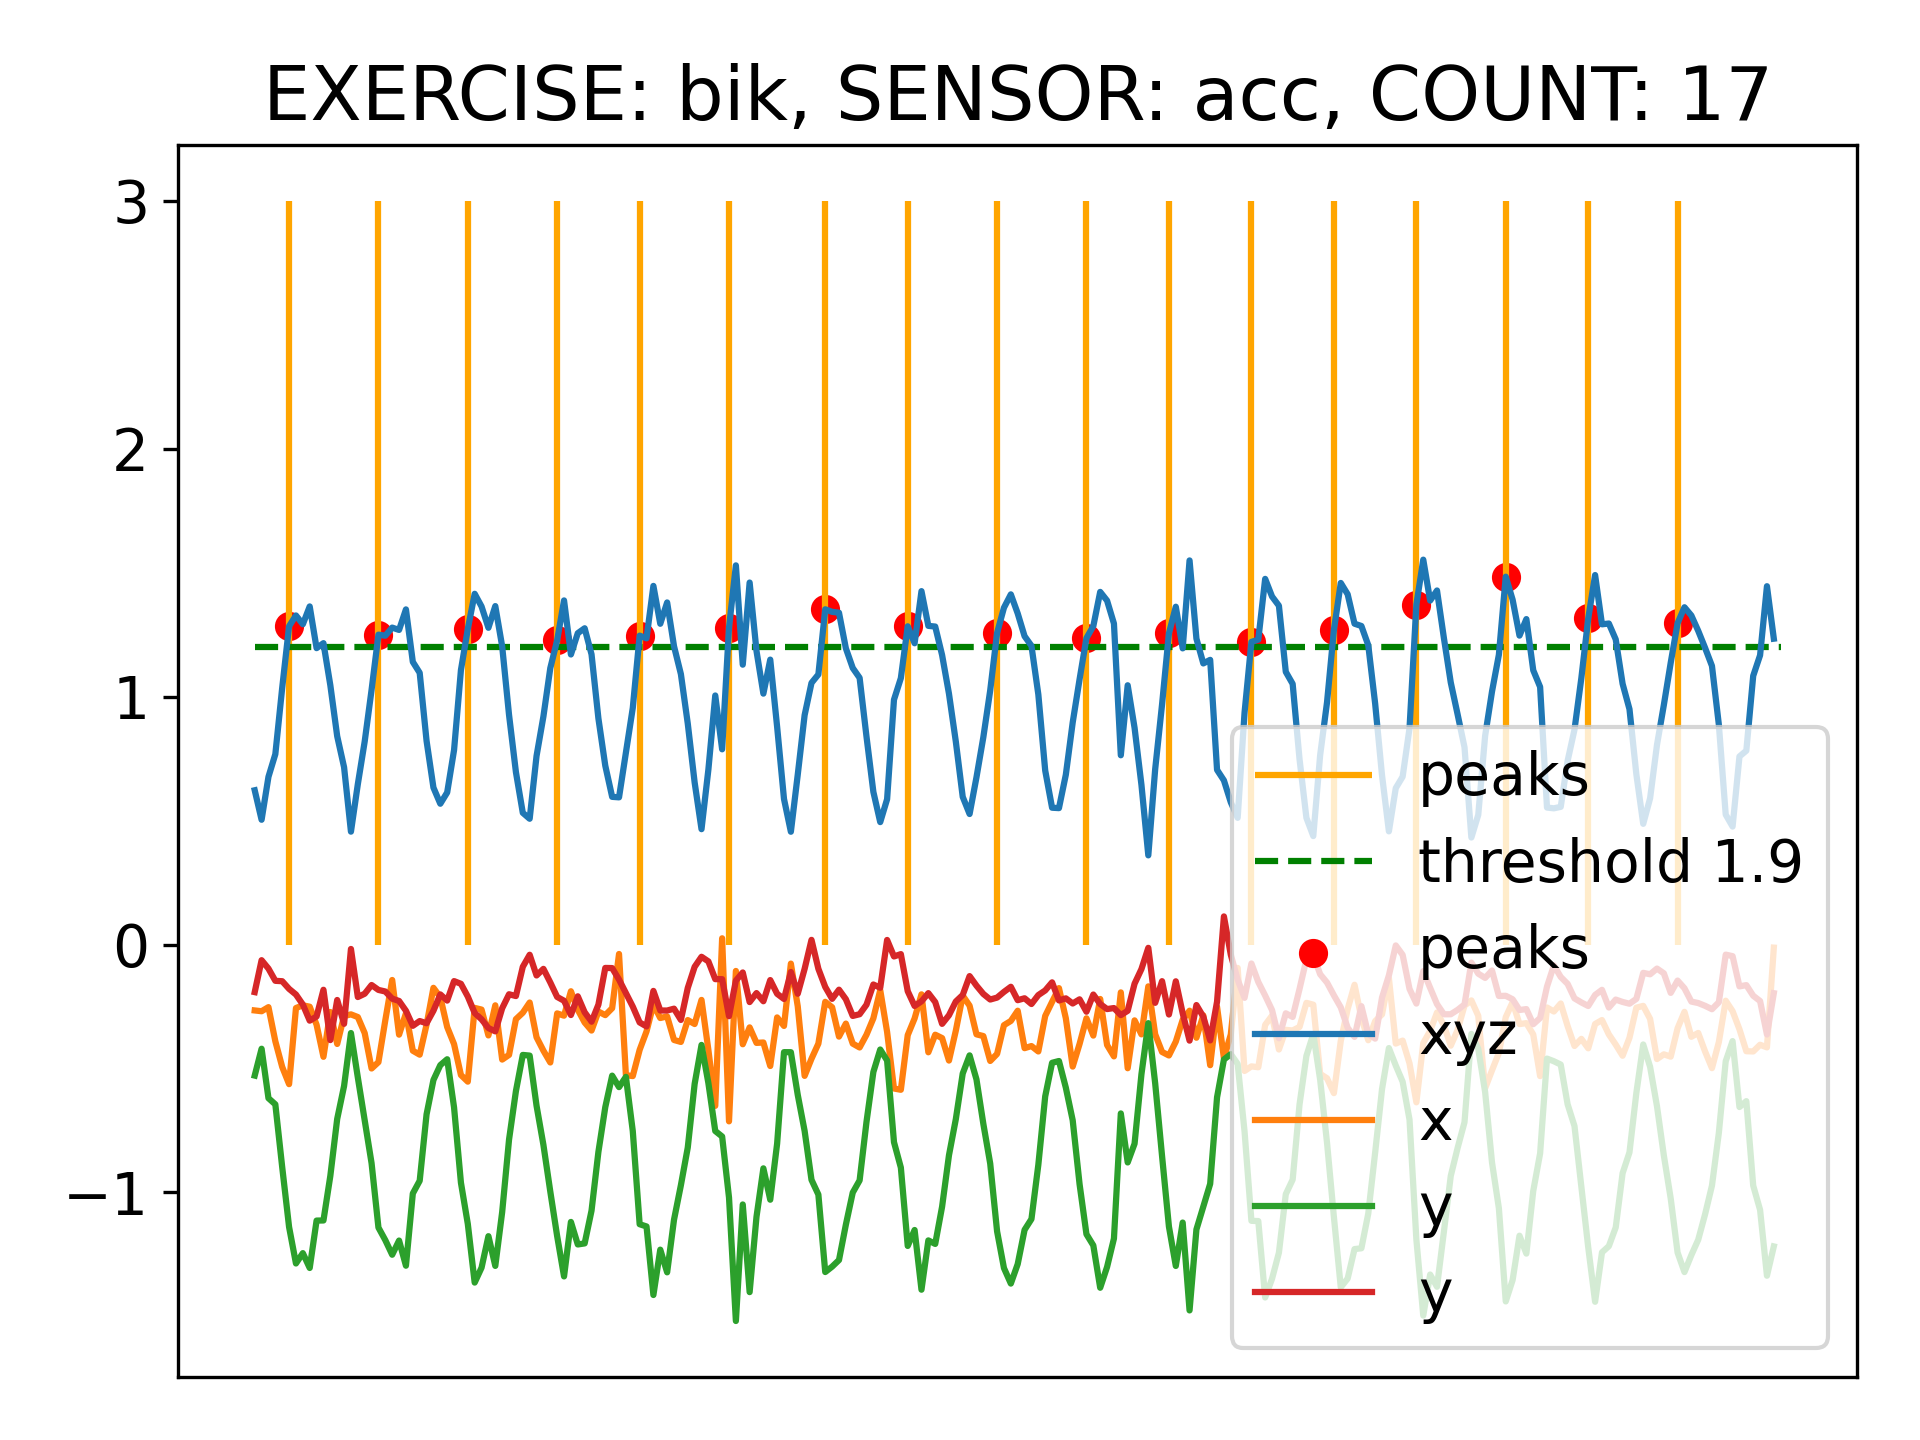 EXERCISE: bik, SENSOR: acc, COUNT: 17
3
2
1
0
−1
peaks
threshold 1.9
peaks
xyz
x
y
y